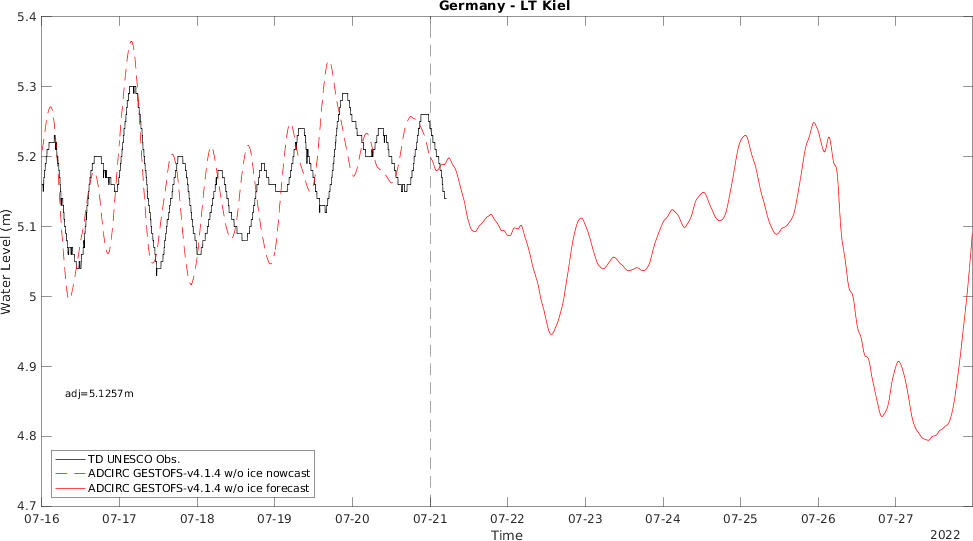 Germany - LT Kiel
5.4
5.3
5.2
5.1
5
4.9
4.8
4.7
Water Level (m)
adj=5.1257m
TD UNESCO Obs.
ADCIRC GESTOFS-v4.1.4 w/o ice nowcast
ADCIRC GESTOFS-v4.1.4 w/o ice forecast
07-16 07-17 07-18 07-19 07-20 07-21 07-22 07-23 07-24 07-25 07-26 07-27
Time
2022